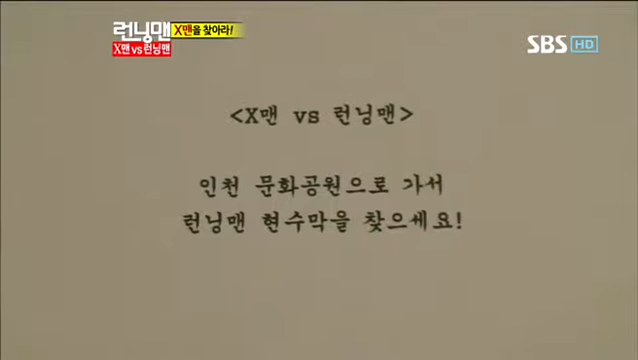 런닝맨 X맨을 찾아라!
X맨 vs 런닝맨
SBS HD
<X맨 vs 런닝맨>
인천 문화공원으로 가서
런닝맨 현수막을 찾으세요!